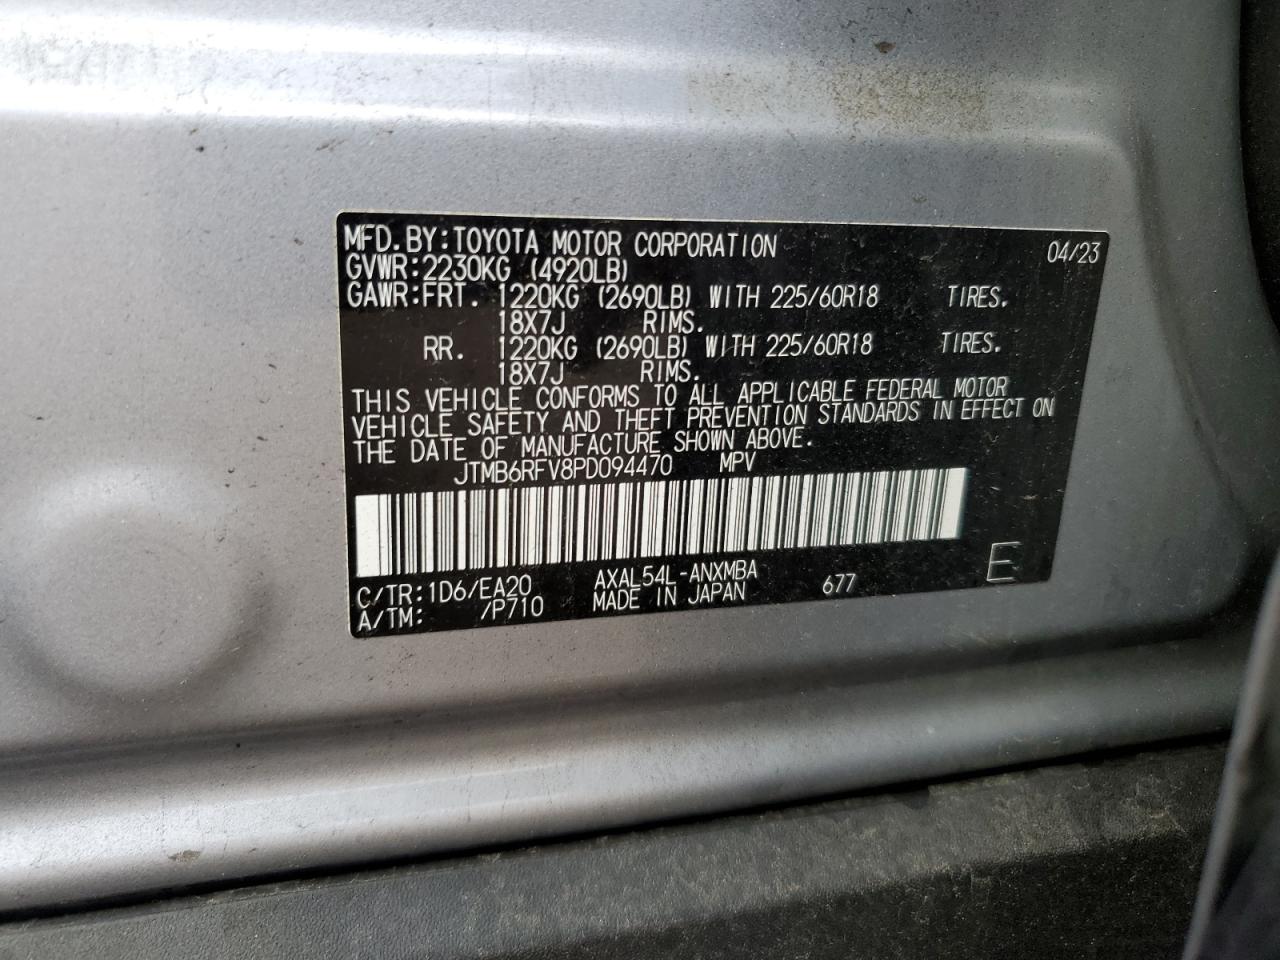 MFD. BY: TOYOTA MOTOR CORPORATION 04/23
GVWR: 2230KG (4920LB)
GAWR: FRT. 1220KG (2690LB) WITH 225/60R18 TIRES.
18X7J RIMS.
RR. 1220KG (2690LB) WITH 225/60R18 TIRES.
18X7J RIMS.
THIS VEHICLE CONFORMS TO ALL APPLICABLE FEDERAL MOTOR
VEHICLE SAFETY AND THEFT PREVENTION STANDARDS IN EFFECT ON
THE DATE OF MANUFACTURE SHOWN ABOVE.
JTMB6RFV8PD094470 MPV
C/TR: 1D6/EA20 AXAL54L-ANXMBA 677 E
A/TM: /P710 MADE IN JAPAN